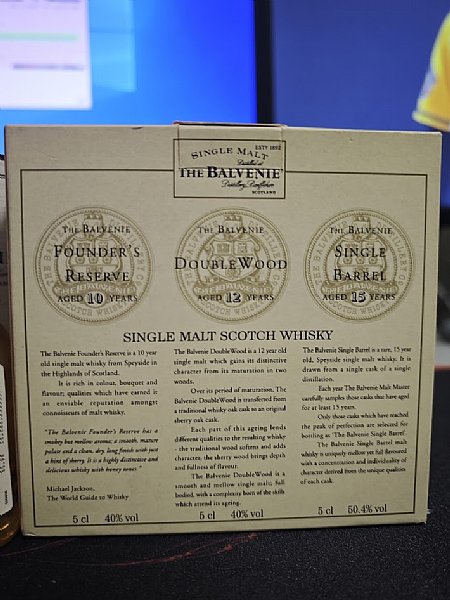 ESTD 1892
SINGLE MALT
Distilled at
THE BALVENIE
Distillery, Banffshire
SCOTLAND
THE BALVENIE
FOUNDER'S
RESERVE
AGED 10 YEARS
THE BALVENIE
DOUBLEWOOD
AGED 12 YEARS
THE BALVENIE
SINGLE
BARREL
AGED 15 YEARS
SINGLE MALT SCOTCH WHISKY
The Balvenie Founder's Reserve is a 10 year
old single malt whisky from Speyside in
the Highlands of Scotland.
It is rich in colour, bouquet and
flavour; qualities which have earned it
an enviable reputation amongst
connoisseurs of malt whisky.
"The Balvenie Founder's Reserve has a
smoky but mellow aroma; a smooth, mature
palate and a clean, dry, long finish with just
a hint of sherry. It is a highly distinctive and
delicious whisky with honey notes"
Michael Jackson,
The World Guide to Whisky
5 cl 40% vol
The Balvenie DoubleWood is a 12 year old
single malt which gains its distinctive
character from its maturation in two
woods.
Over its period of maturation, The
Balvenie DoubleWood is transferred from
a traditional whisky oak cask to an original
sherry oak cask.
Each part of this ageing lends
different qualities to the resulting whisky
- the traditional wood softens and adds
character, the sherry wood brings depth
and fullness of flavour.
The Balvenie DoubleWood is a
smooth and mellow single malt; full
bodied, with a complexity born of the skills
which attend its ageing.
5 cl 40% vol
The Balvenie Single Barrel is a rare, 15 year
old, Speyside single malt whisky. It is
drawn from a single cask of a single
distillation.
Each year The Balvenie Malt Master
carefully samples those casks that have aged
for at least 15 years.
Only those casks which have reached
the peak of perfection are selected for
bottling as 'The Balvenie Single Barrel'.
The Balvenie Single Barrel malt
whisky is uniquely mellow yet full flavoured
with a concentration and individuality of
character derived from the unique qualities
of each cask.
5 cl 50.4% vol